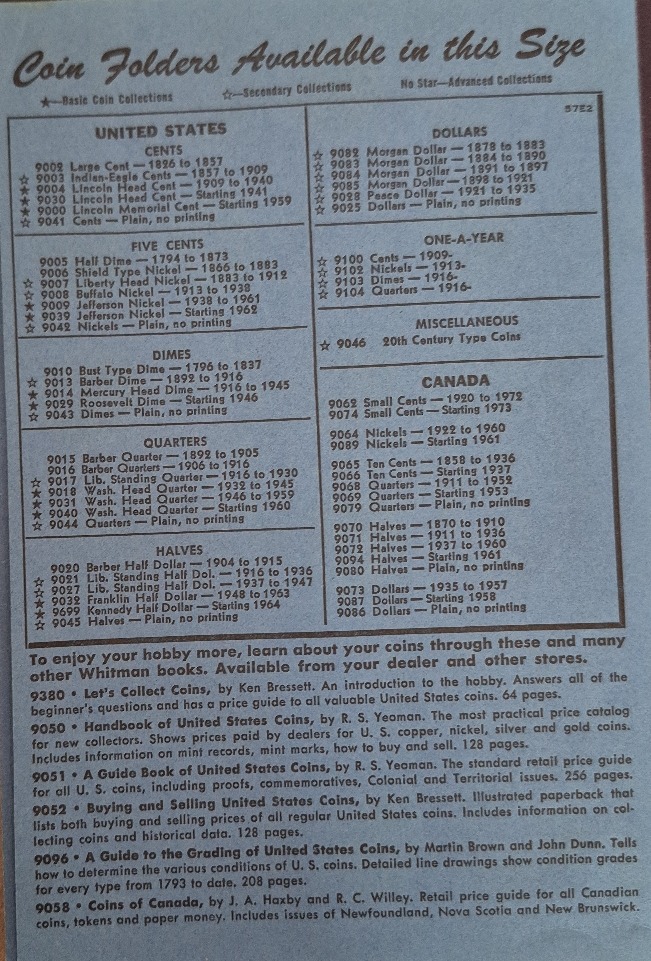 Coin Folders Available in this Size
★—Basic Coin Collections ☆—Secondary Collections No Star—Advanced Collections
57E2
UNITED STATES
CENTS
9002 Large Cent — 1826 to 1857
☆ 9003 Indian-Eagle Cents — 1857 to 1909
★ 9004 Lincoln Head Cent — 1909 to 1940
★ 9030 Lincoln Head Cent — Starting 1941
★ 9000 Lincoln Memorial Cent — Starting 1959
☆ 9041 Cents — Plain, no printing
FIVE CENTS
9005 Half Dime — 1794 to 1873
9006 Shield Type Nickel — 1866 to 1883
☆ 9007 Liberty Head Nickel — 1883 to 1912
☆ 9008 Buffalo Nickel — 1913 to 1938
★ 9009 Jefferson Nickel — 1938 to 1961
★ 9039 Jefferson Nickel — Starting 1962
☆ 9042 Nickels — Plain, no printing
DIMES
9010 Bust Type Dime — 1796 to 1837
☆ 9013 Barber Dime — 1892 to 1916
★ 9014 Mercury Head Dime — 1916 to 1945
★ 9029 Roosevelt Dime — Starting 1946
☆ 9043 Dimes — Plain, no printing
QUARTERS
9015 Barber Quarter — 1892 to 1905
9016 Barber Quarters — 1906 to 1916
☆ 9017 Lib. Standing Quarter — 1916 to 1930
★ 9018 Wash. Head Quarter — 1932 to 1945
★ 9031 Wash. Head Quarter — 1946 to 1959
★ 9040 Wash. Head Quarter — Starting 1960
☆ 9044 Quarters — Plain, no printing
HALVES
9020 Barber Half Dollar — 1904 to 1915
☆ 9021 Lib. Standing Half Dol. — 1916 to 1936
☆ 9027 Lib. Standing Half Dol. — 1937 to 1947
★ 9032 Franklin Half Dollar — 1948 to 1963
★ 9699 Kennedy Half Dollar — Starting 1964
☆ 9045 Halves — Plain, no printing
DOLLARS
☆ 9082 Morgan Dollar — 1878 to 1883
☆ 9083 Morgan Dollar — 1884 to 1890
☆ 9084 Morgan Dollar — 1891 to 1897
☆ 9085 Morgan Dollar — 1898 to 1921
☆ 9028 Peace Dollar — 1921 to 1935
☆ 9025 Dollars — Plain, no printing
ONE-A-YEAR
☆ 9100 Cents — 1909-
☆ 9102 Nickels — 1913-
☆ 9103 Dimes — 1916-
☆ 9104 Quarters — 1916-
MISCELLANEOUS
☆ 9046 20th Century Type Coins
CANADA
9062 Small Cents — 1920 to 1972
9074 Small Cents — Starting 1973
9064 Nickels — 1922 to 1960
9089 Nickels — Starting 1961
9065 Ten Cents — 1858 to 1936
9066 Ten Cents — Starting 1937
9068 Quarters — 1911 to 1952
9069 Quarters — Starting 1953
9079 Quarters — Plain, no printing
9070 Halves — 1870 to 1910
9071 Halves — 1911 to 1936
9072 Halves — 1937 to 1960
9094 Halves — Starting 1961
9080 Halves — Plain, no printing
9073 Dollars — 1935 to 1957
9087 Dollars — Starting 1958
9086 Dollars — Plain, no printing
To enjoy your hobby more, learn about your coins through these and many
other Whitman books. Available from your dealer and other stores.
9380 • Let's Collect Coins, by Ken Bressett. An introduction to the hobby. Answers all of the
beginner's questions and has a price guide to all valuable United States coins. 64 pages.
9050 • Handbook of United States Coins, by R. S. Yeoman. The most practical price catalog
for new collectors. Shows prices paid by dealers for U. S. copper, nickel, silver and gold coins.
Includes information on mint records, mint marks, how to buy and sell. 128 pages.
9051 • A Guide Book of United States Coins, by R. S. Yeoman. The standard retail price guide
for all U. S. coins, including proofs, commemoratives, Colonial and Territorial issues. 256 pages.
9052 • Buying and Selling United States Coins, by Ken Bressett. Illustrated paperback that
lists both buying and selling prices of all regular United States coins. Includes information on col-
lecting coins and historical data. 128 pages.
9096 • A Guide to the Grading of United States Coins, by Martin Brown and John Dunn. Tells
how to determine the various conditions of U. S. coins. Detailed line drawings show condition grades
for every type from 1793 to date. 208 pages.
9058 • Coins of Canada, by J. A. Haxby and R. C. Willey. Retail price guide for all Canadian
coins, tokens and paper money. Includes issues of Newfoundland, Nova Scotia and New Brunswick.